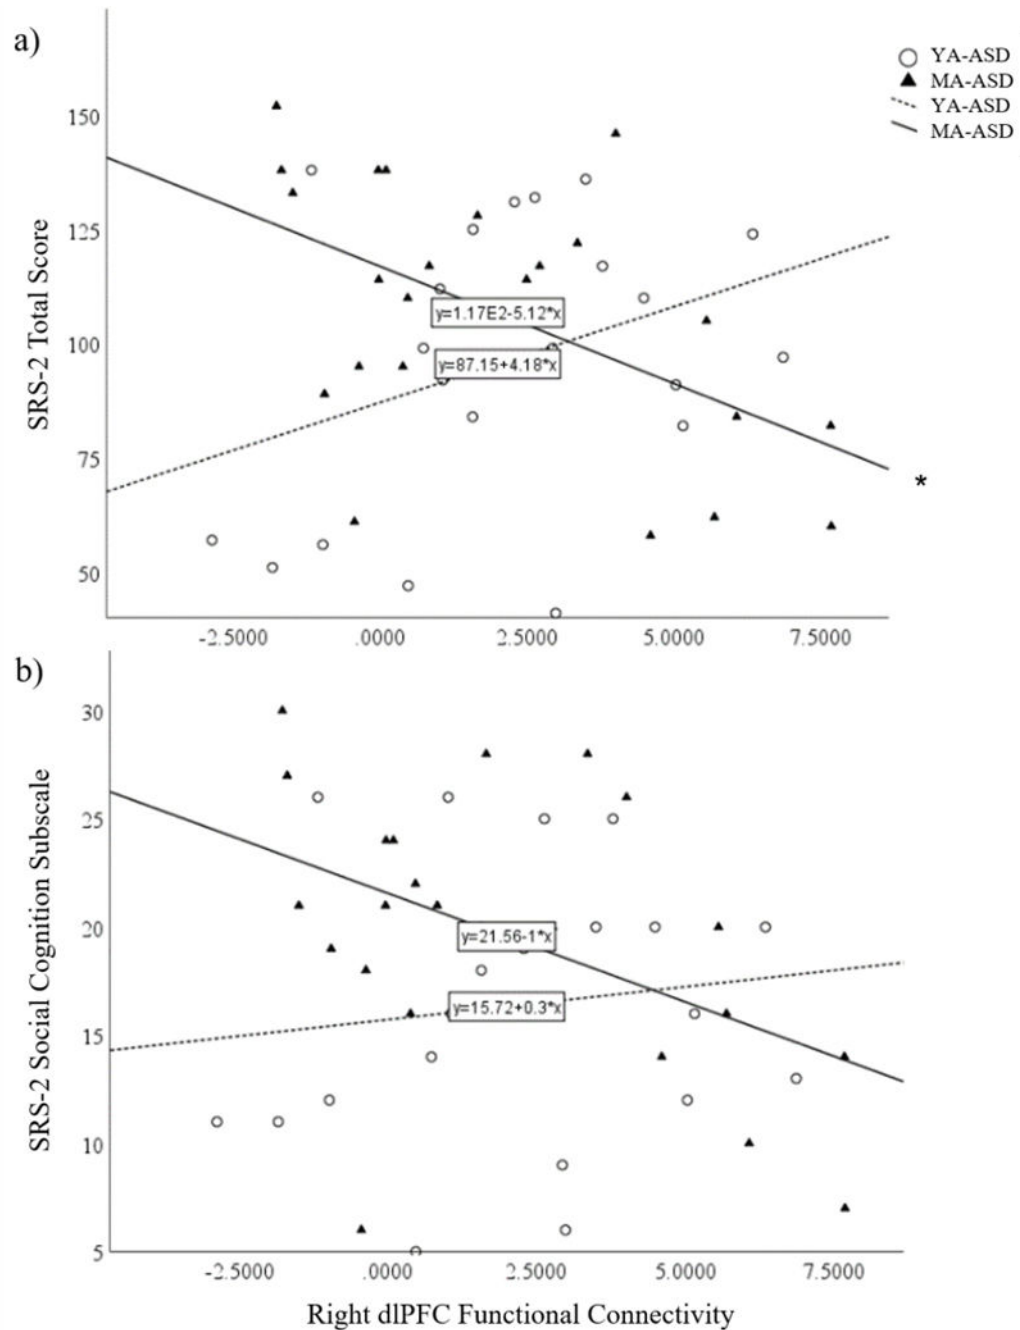 a)
YA-ASD
MA-ASD
YA-ASD
MA-ASD
SRS-2 Total Score
150
125
100
75
50
y=1.17E2-5.12*x
y=87.15+4.18*x
*
-2.5000 .0000 2.5000 5.0000 7.5000
b)
SRS-2 Social Cognition Subscale
30
25
20
15
10
5
y=21.56-1*x
y=15.72+0.3*x
-2.5000 .0000 2.5000 5.0000 7.5000
Right dlPFC Functional Connectivity